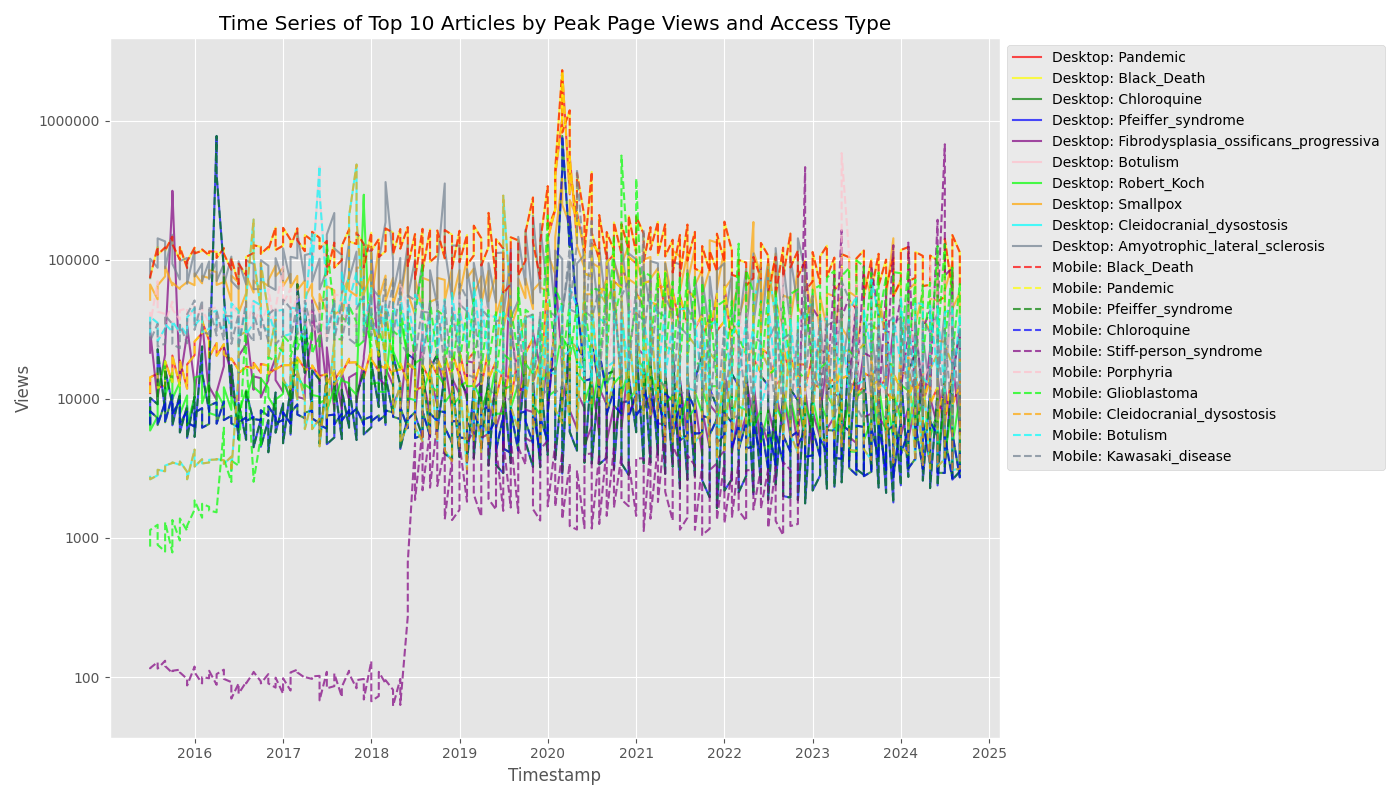 Time Series of Top 10 Articles by Peak Page Views and Access Type
Views
1000000
100000
10000
1000
100
2016 2017 2018 2019 2020 2021 2022 2023 2024 2025
Timestamp
Desktop: Pandemic
Desktop: Black_Death
Desktop: Chloroquine
Desktop: Pfeiffer_syndrome
Desktop: Fibrodysplasia_ossificans_progressiva
Desktop: Botulism
Desktop: Robert_Koch
Desktop: Smallpox
Desktop: Cleidocranial_dysostosis
Desktop: Amyotrophic_lateral_sclerosis
Mobile: Black_Death
Mobile: Pandemic
Mobile: Pfeiffer_syndrome
Mobile: Chloroquine
Mobile: Stiff-person_syndrome
Mobile: Porphyria
Mobile: Glioblastoma
Mobile: Cleidocranial_dysostosis
Mobile: Botulism
Mobile: Kawasaki_disease